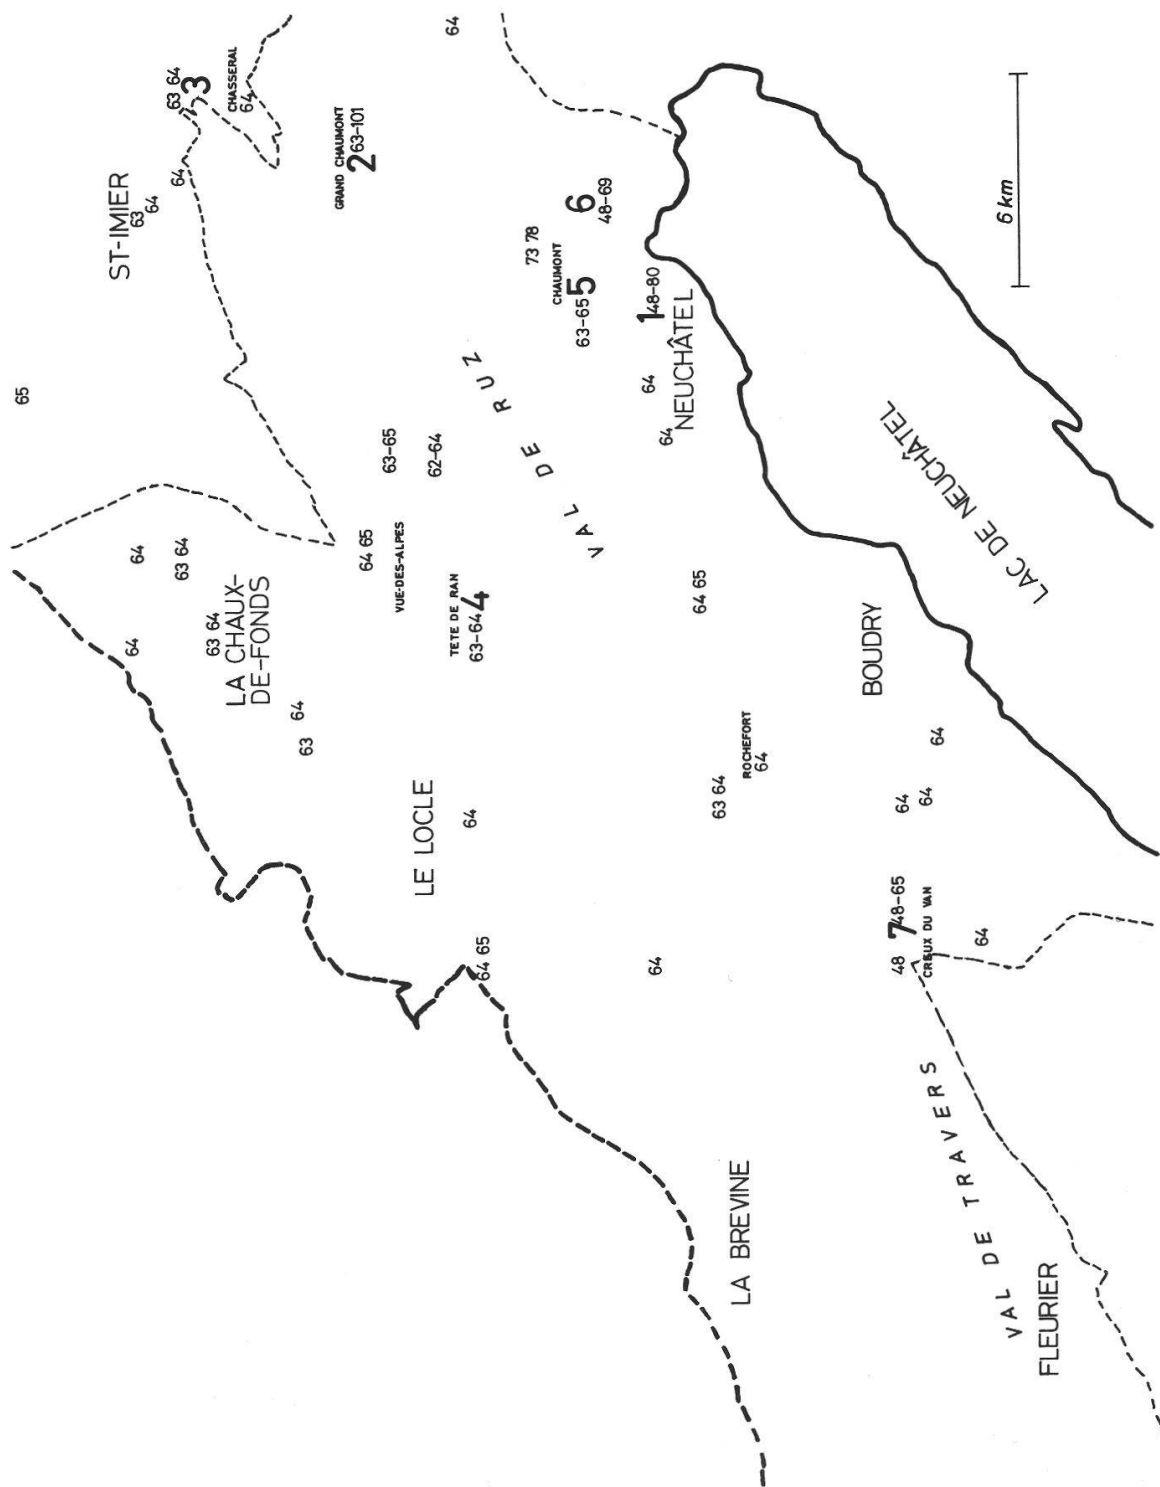 65
ST-IMIER
63
64
64
64
63 64
64
63 64
3
CHASSERAL
64
63 64
LA CHAUX-
DE-FONDS
64
63
GRAND CHAUMONT
2 63-101
64 65
VUE-DES-ALPES
63-65
62-64
64
LE LOCLE
TETE DE RAN
63-64 4
64
64 65
VAL DE RUZ
73 78
CHAUMONT
63-65 5
6
48-69
1 48-80
NEUCHÂTEL
64
64
64
64 65
63 64
ROCHEFORT
64
LA BREVINE
BOUDRY
48 7 48-65
CREUX DU VAN
64
64
64
64
LAC DE NEUCHÂTEL
VAL DE TRAVERS
FLEURIER
6 km